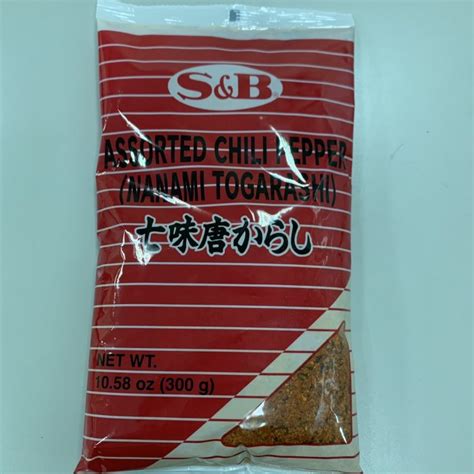 S&B
ASSORTED CHILI PEPPER
(NANAMI TOGARASHI)
七味唐からし
NET WT.
10.58 oz (300 g)